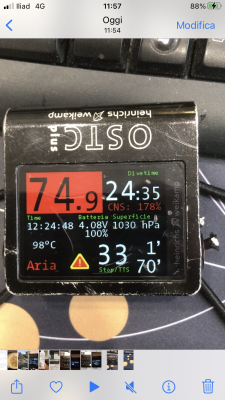 Iliad 4G 11:57 88%
Oggi
11:54
Modifica
heinrichs weikamp
OSTC
plus
Divetime
74.9 24:35
CNS: 178%
Time Batteria Superficie
12:24:48 4.08V 1030 hPa
100%
98°C
Aria 33 1'
Stop/TTS 70'
heinrichs weikamp